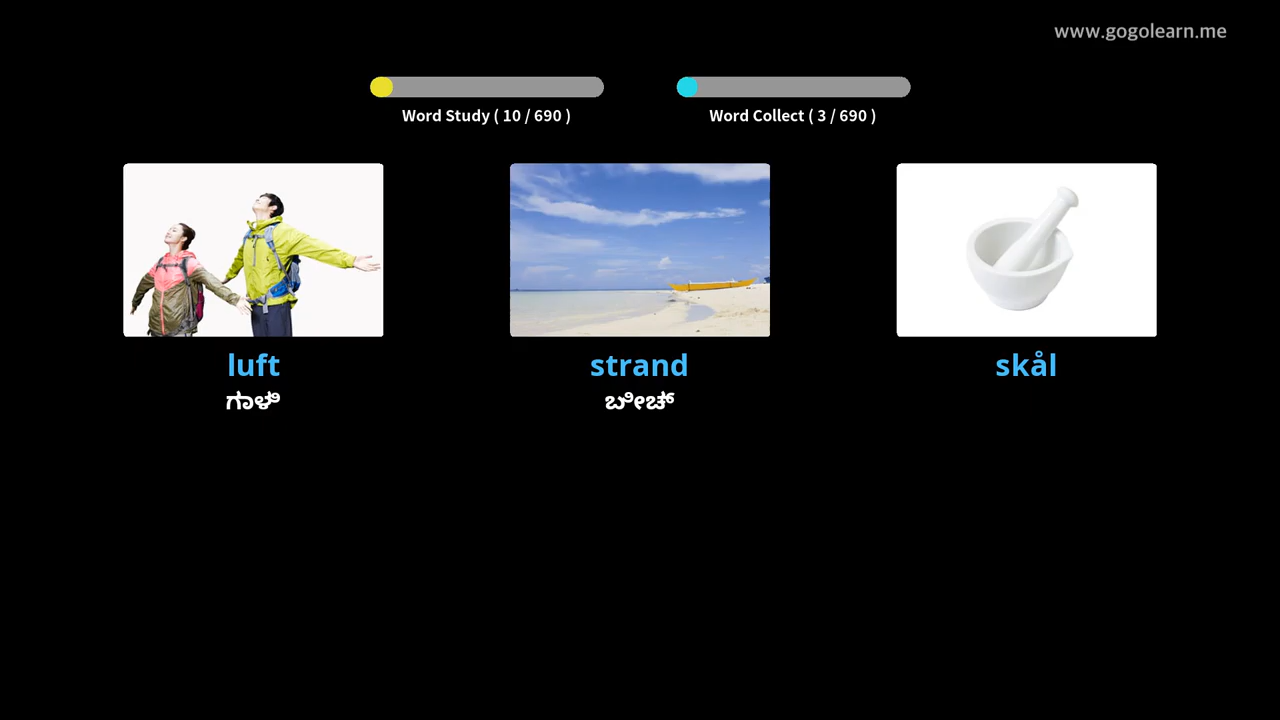 www.gogolearn.me
Word Study ( 10 / 690 )
Word Collect ( 3 / 690 )
luft
ಗಾಳಿ
strand
ಬೀಚ್
skål